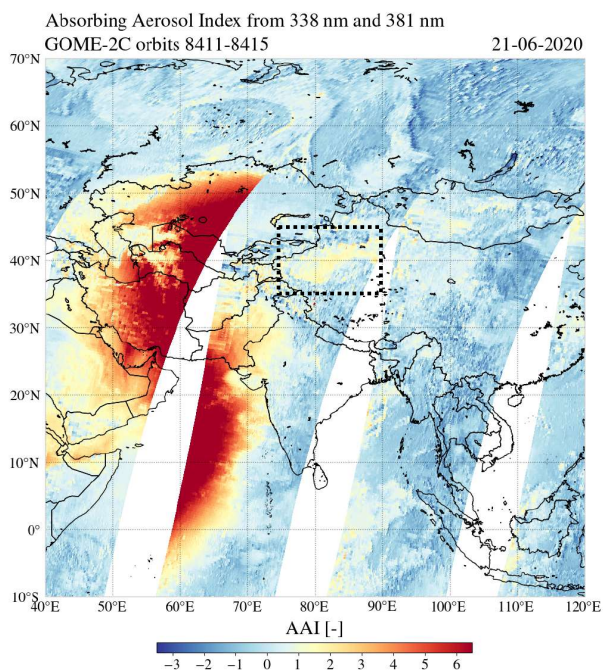 Absorbing Aerosol Index from 338 nm and 381 nm
GOME-2C orbits 8411-8415 21-06-2020
70°N
60°N
50°N
40°N
30°N
20°N
10°N
0°
10°S
40°E 50°E 60°E 70°E 80°E 90°E 100°E 110°E 120°E
AAI [-]
−3 −2 −1 0 1 2 3 4 5 6